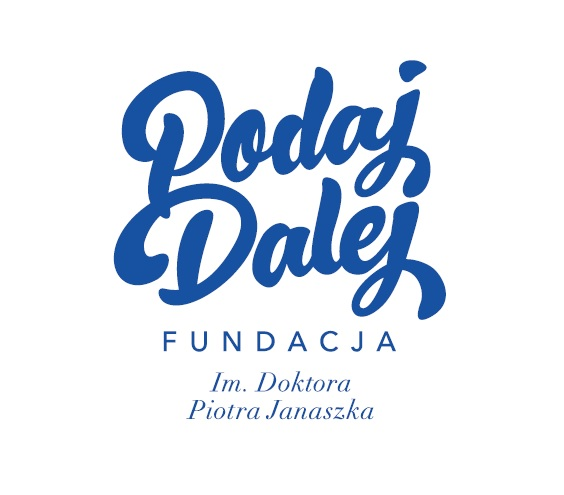 Podaj
Dalej
FUNDACJA
Im. Doktora
Piotra Janaszka